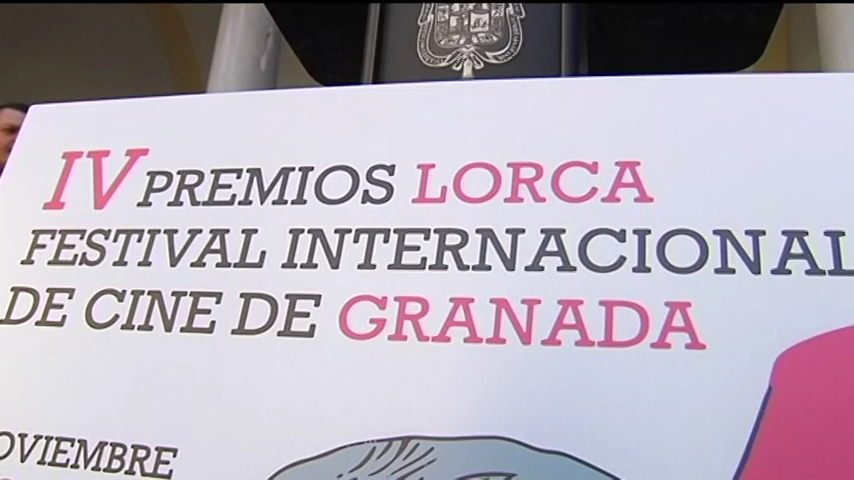 IV PREMIOS LORCA
FESTIVAL INTERNACIONAL
DE CINE DE GRANADA
OVIEMBRE